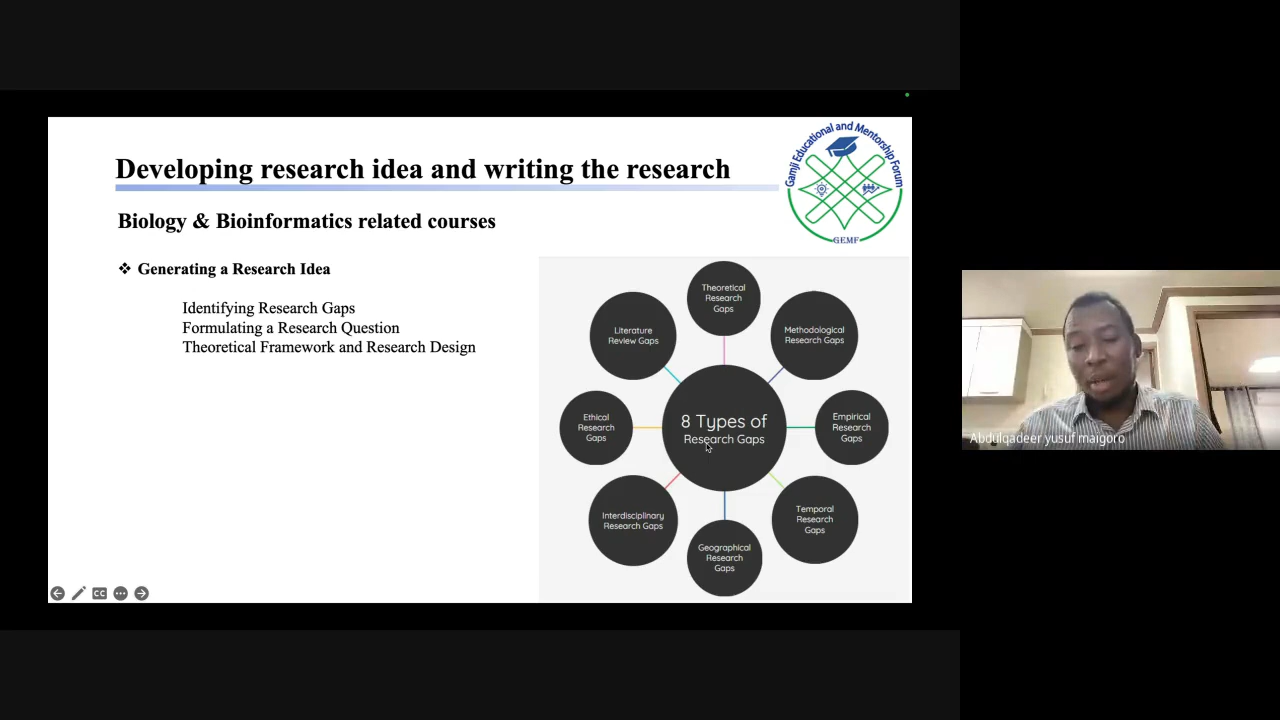 Developing research idea and writing the research
Gamji Educational and Mentorship Forum
GEMF
Biology & Bioinformatics related courses
❖ Generating a Research Idea
Identifying Research Gaps
Formulating a Research Question
Theoretical Framework and Research Design
8 Types of
Research Gaps
Theoretical
Research
Gaps
Methodological
Research Gaps
Empirical
Research
Gaps
Temporal
Research
Gaps
Geographical
Research
Gaps
Interdisciplinary
Research Gaps
Ethical
Research
Gaps
Literature
Review Gaps
CC
Abdulqadeer yusuf maigoro